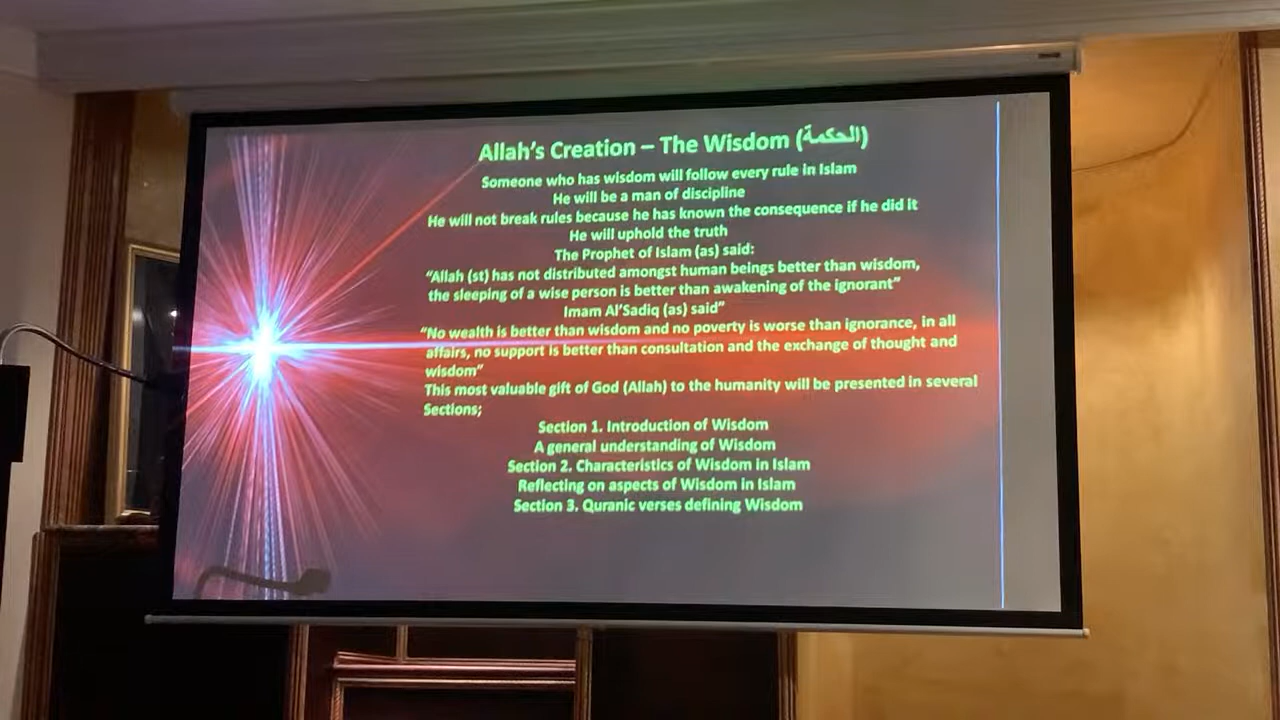 Allah's Creation – The Wisdom (الحكمة)
Someone who has wisdom will follow every rule in Islam
He will be a man of discipline
He will not break rules because he has known the consequence if he did it
He will uphold the truth
The Prophet of Islam (as) said:
“Allah (st) has not distributed amongst human beings better than wisdom,
the sleeping of a wise person is better than awakening of the ignorant”
Imam Al'Sadiq (as) said”
“No wealth is better than wisdom and no poverty is worse than ignorance, in all
affairs, no support is better than consultation and the exchange of thought and
wisdom”
This most valuable gift of God (Allah) to the humanity will be presented in several
Sections;
Section 1. Introduction of Wisdom
A general understanding of Wisdom
Section 2. Characteristics of Wisdom in Islam
Reflecting on aspects of Wisdom in Islam
Section 3. Quranic verses defining Wisdom